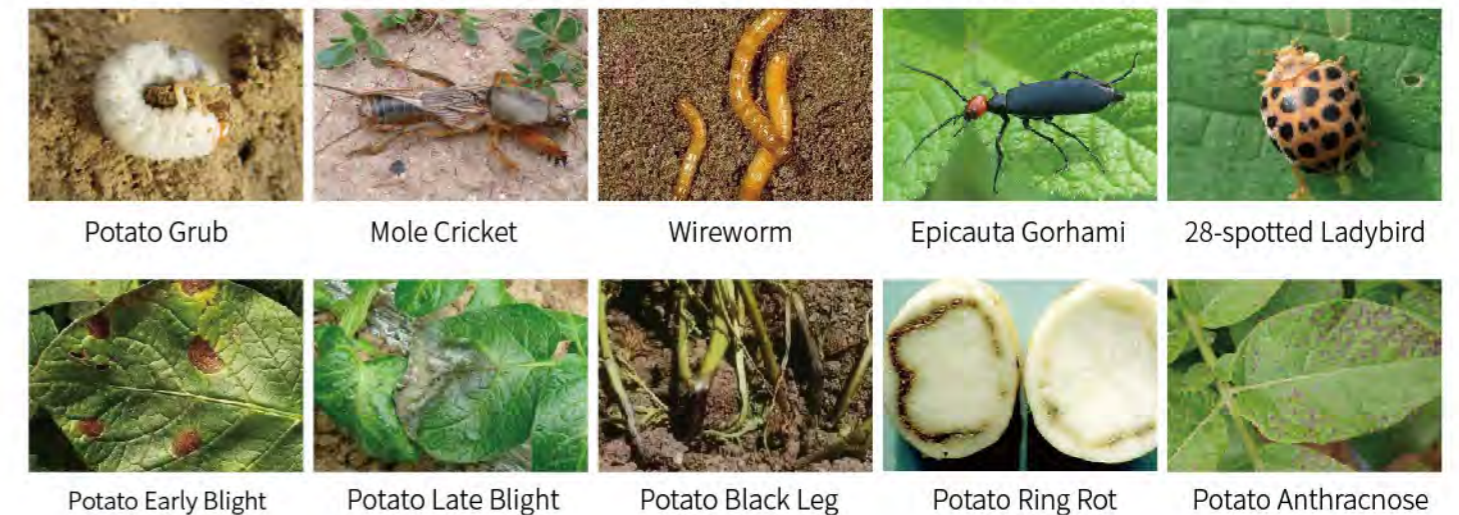 Potato Grub
Mole Cricket
Wireworm
Epicauta Gorhami
28-spotted Ladybird
Potato Early Blight
Potato Late Blight
Potato Black Leg
Potato Ring Rot
Potato Anthracnose